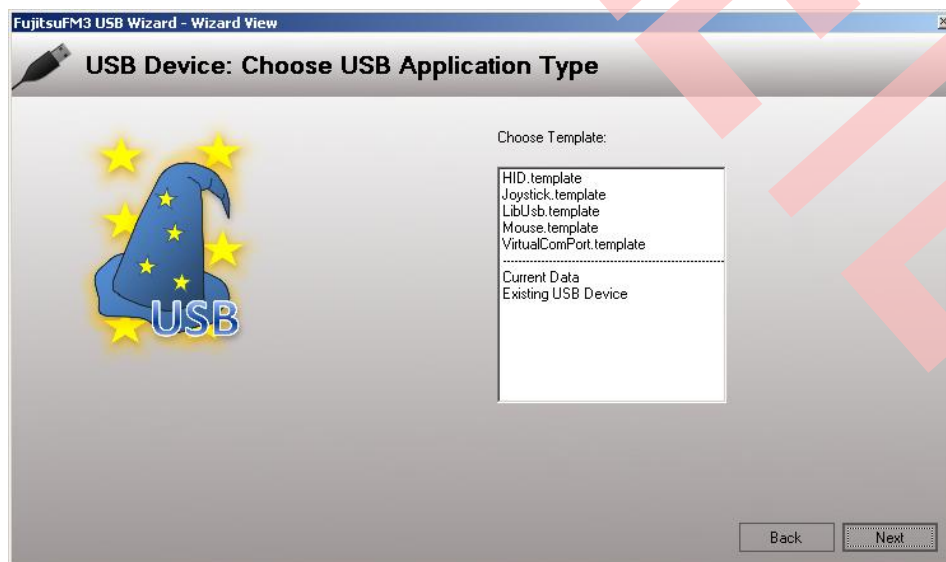 FujitsuFM3 USB Wizard - Wizard View
USB Device: Choose USB Application Type
Choose Template:
HID.template
Joystick.template
LibUsb.template
Mouse.template
VirtualComPort.template
Current Data
Existing USB Device
USB
Back
Next